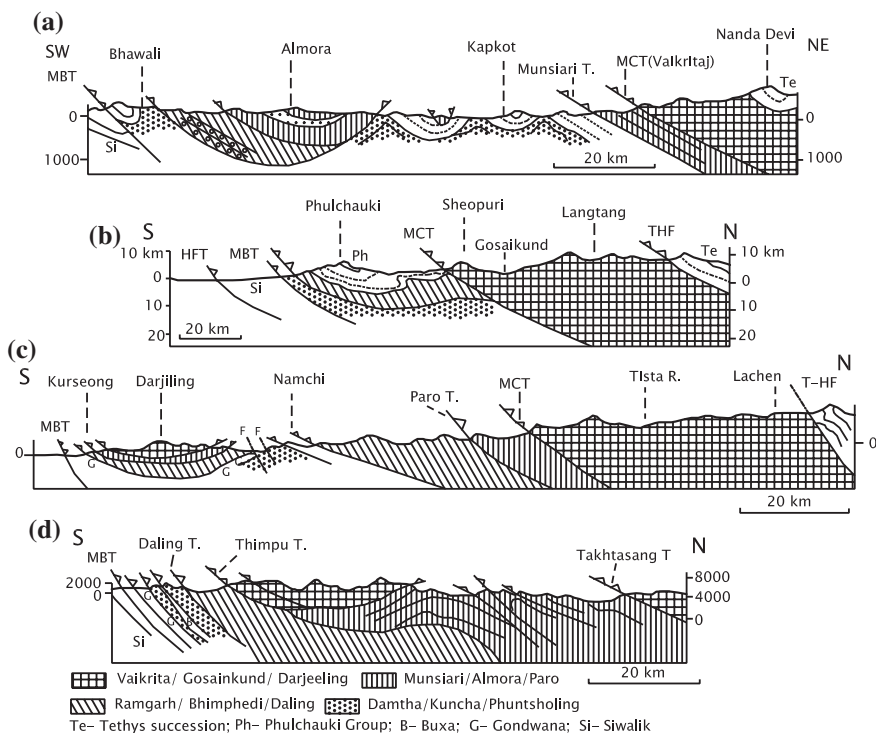 (a)
SW
NE
MBT
Bhawali
Almora
Kapkot
Munsiari T.
MCT(VaIkrItaj)
Nanda Devi
Te
0
1000
Si
20 km
0
1000
(b)
S
N
HFT
MBT
Phulchauki
Ph
MCT
Sheopuri
Gosaikund
Langtang
THF
Te
10 km
0
10
20
Si
20 km
10 km
0
10
20
(c)
S
N
MBT
Kurseong
Darjiling
F F
Namchi
Paro T.
MCT
TIsta R.
Lachen
T-HF
0
G
G
0
20 km
(d)
S
N
MBT
Daling T.
Thimpu T.
Takhtasang T
2000
0
G
G
B
Si
8000
4000
0
20 km
Vaikrita/ Gosainkund/ Darjeeling
Munsiari/Almora/Paro
Ramgarh/ Bhimphedi/Daling
Damtha/Kuncha/Phuntsholing
Te- Tethys succession; Ph- Phulchauki Group; B- Buxa; G- Gondwana; Si- Siwalik